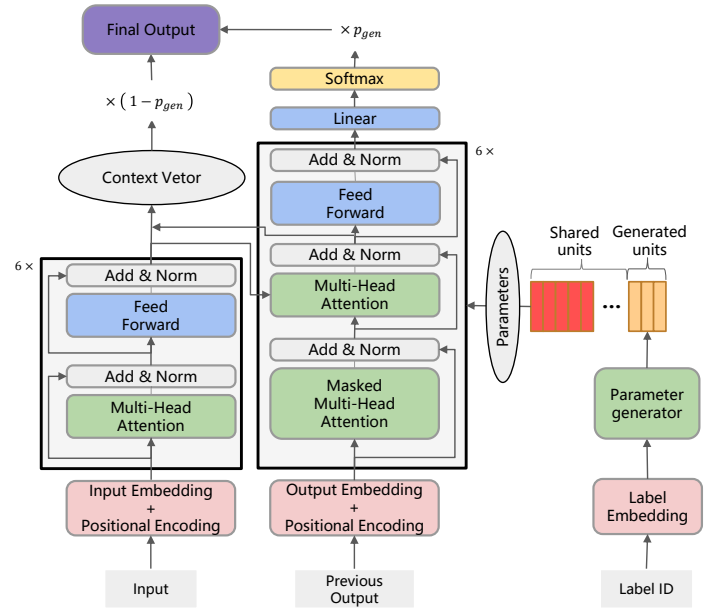 Final Output
× p_gen
Softmax
× ( 1 − p_gen )
Linear
Add & Norm
6 ×
Context Vetor
Feed
Forward
Shared
units
Generated
units
6 ×
Add & Norm
Add & Norm
Multi-Head
Attention
Parameters
...
Feed
Forward
Add & Norm
Add & Norm
Masked
Multi-Head
Attention
Multi-Head
Attention
Parameter
generator
Input Embedding
+
Positional Encoding
Output Embedding
+
Positional Encoding
Label
Embedding
Input
Previous
Output
Label ID